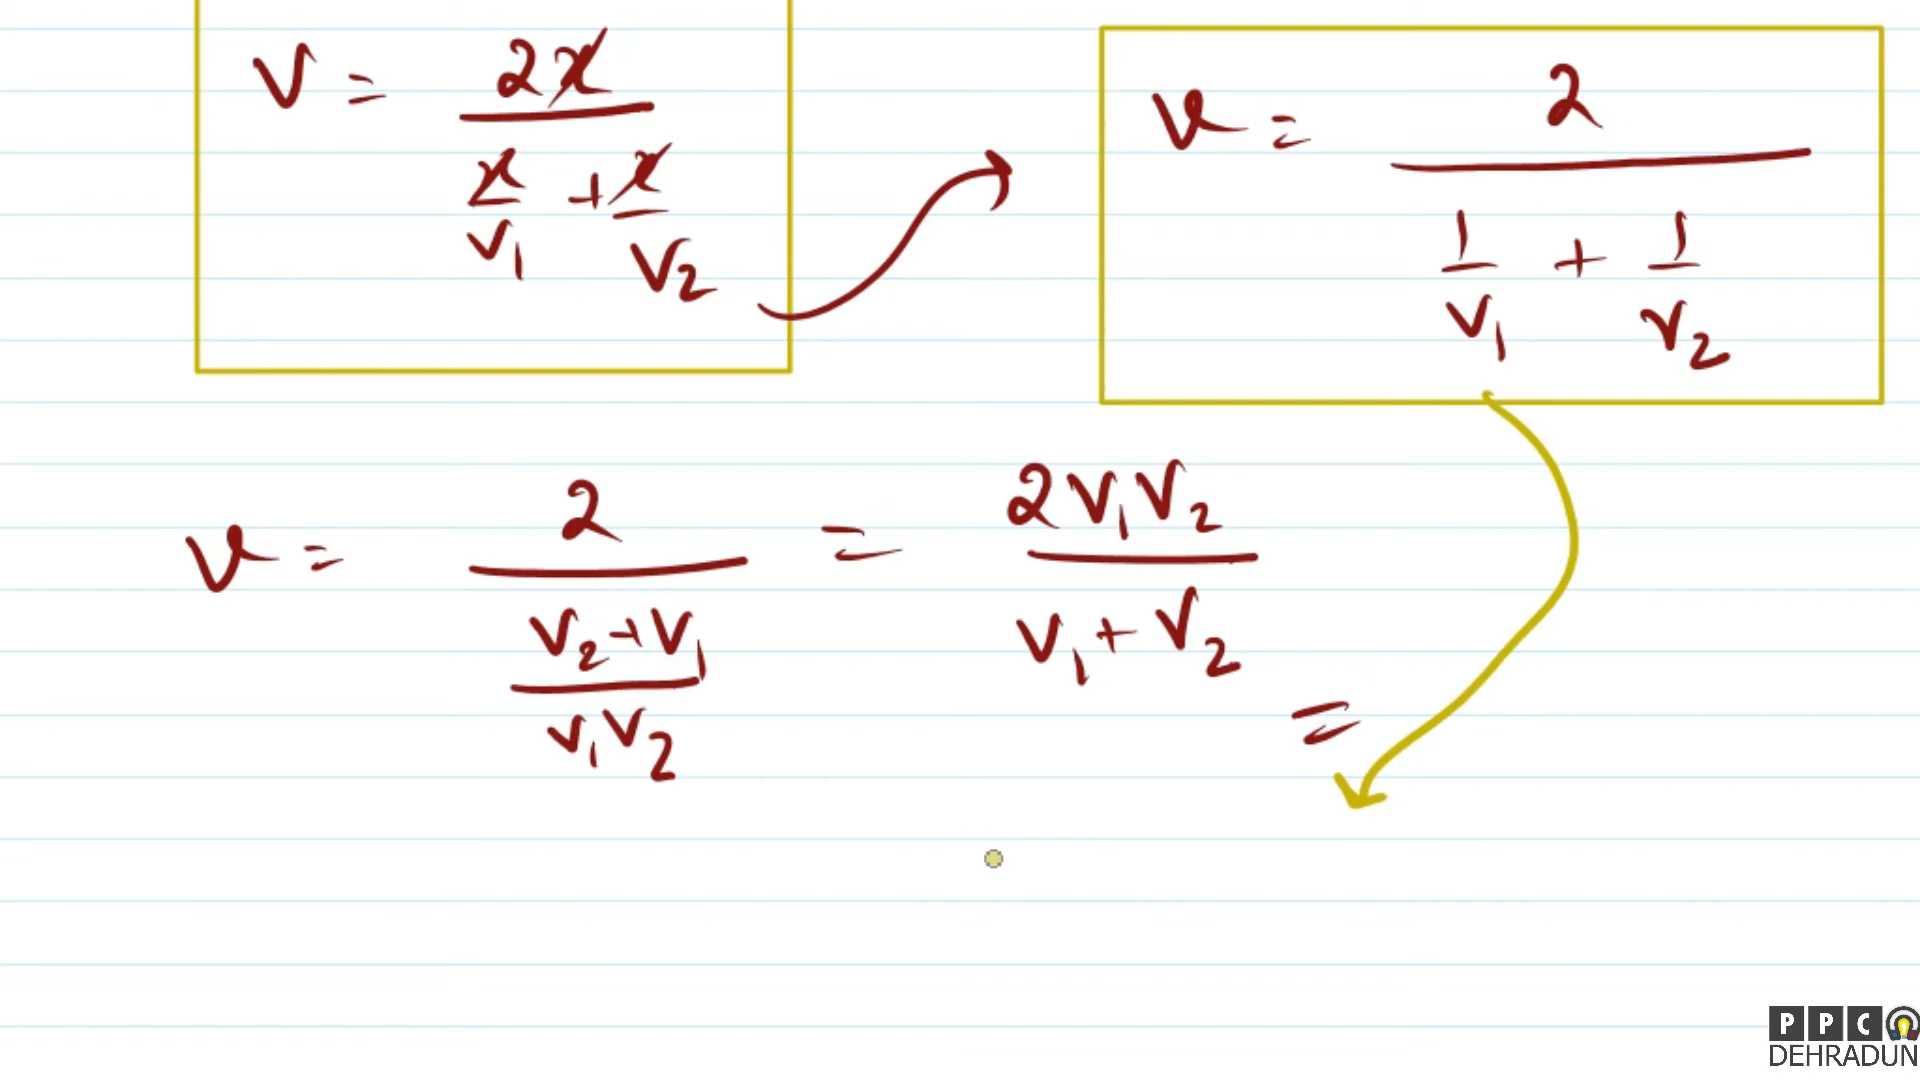 V = 2x / (x/V1 + x/V2)
V = 2 / (1/V1 + 1/V2)
V = 2 / ((V2+V1) / (V1V2)) = 2V1V2 / (V1+V2)
=
PPC
DEHRADUN